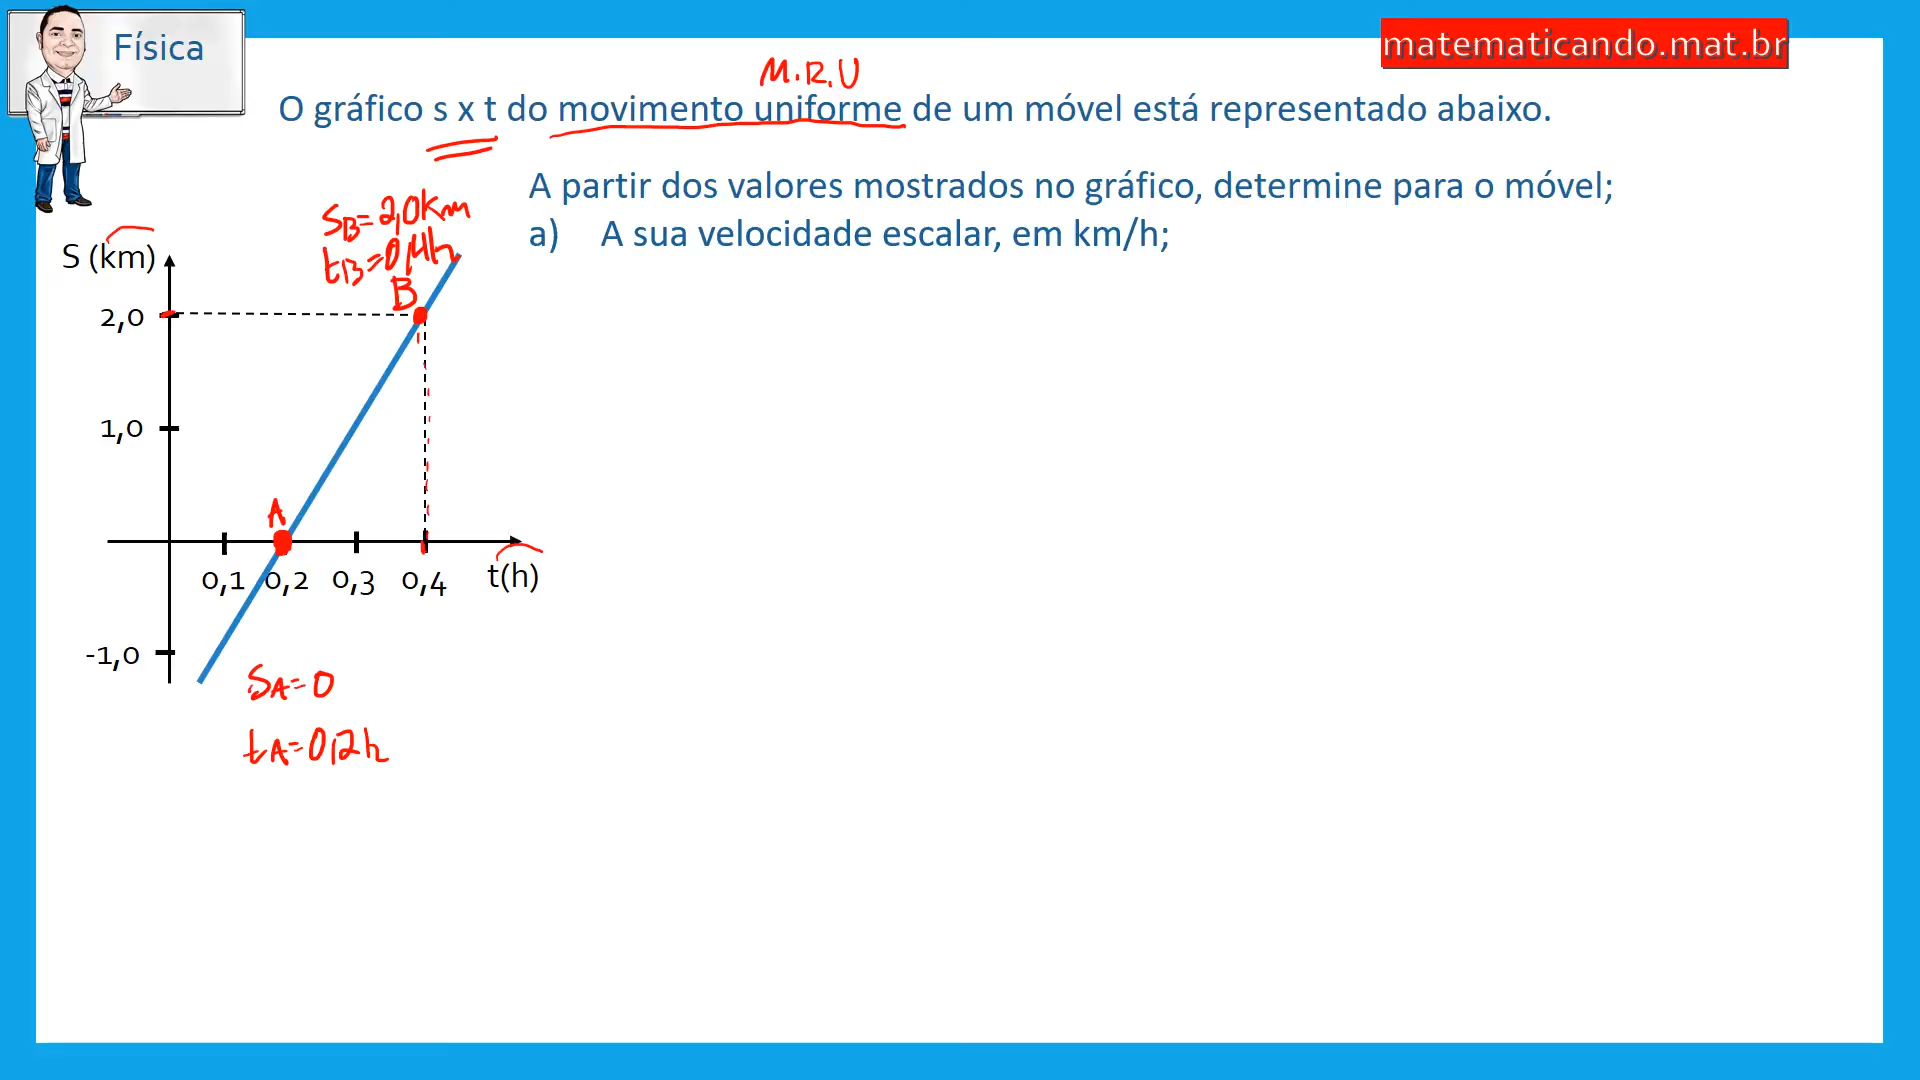 Física
matematicando.mat.br
M.R.U
O gráfico s x t do movimento uniforme de um móvel está representado abaixo.
A partir dos valores mostrados no gráfico, determine para o móvel;
a) A sua velocidade escalar, em km/h;
SB=2,0km
tB=0,4h
B
S (km)
2,0
1,0
A
0,1 0,2 0,3 0,4 t(h)
-1,0
SA=0
tA=0,2h